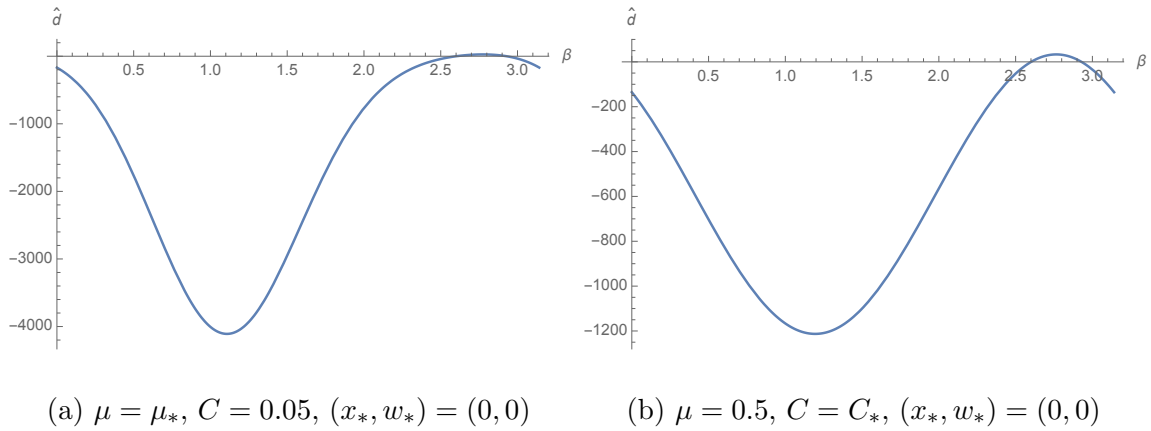 d̂
β
0.5 1.0 1.5 2.0 2.5 3.0
−1000
−2000
−3000
−4000
d̂
β
0.5 1.0 1.5 2.0 2.5 3.0
−200
−400
−600
−800
−1000
−1200
(a) μ = μ∗, C = 0.05, (x∗, w∗) = (0, 0)
(b) μ = 0.5, C = C∗, (x∗, w∗) = (0, 0)